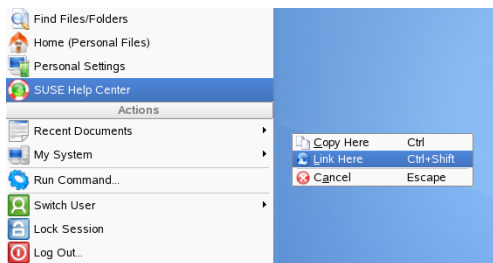 Find Files/Folders
Home (Personal Files)
Personal Settings
SUSE Help Center
Actions
Recent Documents
My System
Run Command...
Switch User
Lock Session
Log Out...
Copy Here Ctrl
Link Here Ctrl+Shift
Cancel Escape